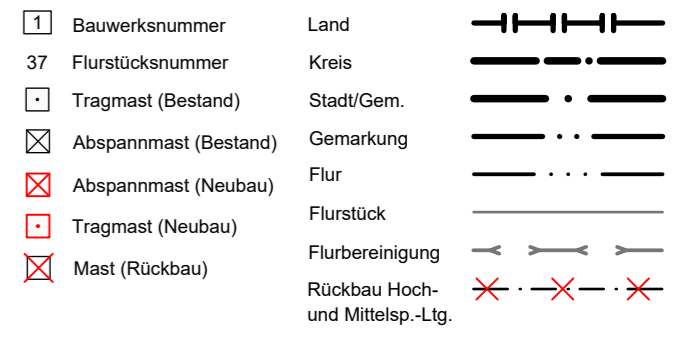 1 Bauwerksnummer
37 Flurstücksnummer
Tragmast (Bestand)
Abspannmast (Bestand)
Abspannmast (Neubau)
Tragmast (Neubau)
Mast (Rückbau)
Land
Kreis
Stadt/Gem.
Gemarkung
Flur
Flurstück
Flurbereinigung
Rückbau Hoch-
und Mittelsp.-Ltg.